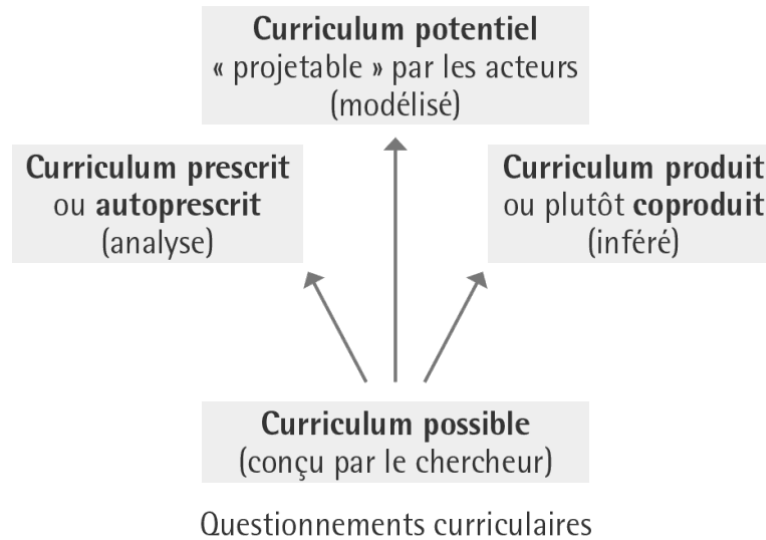 Curriculum potentiel
« projetable » par les acteurs
(modélisé)
Curriculum prescrit
ou autoprescrit
(analyse)
Curriculum produit
ou plutôt coproduit
(inféré)
Curriculum possible
(conçu par le chercheur)
Questionnements curriculaires